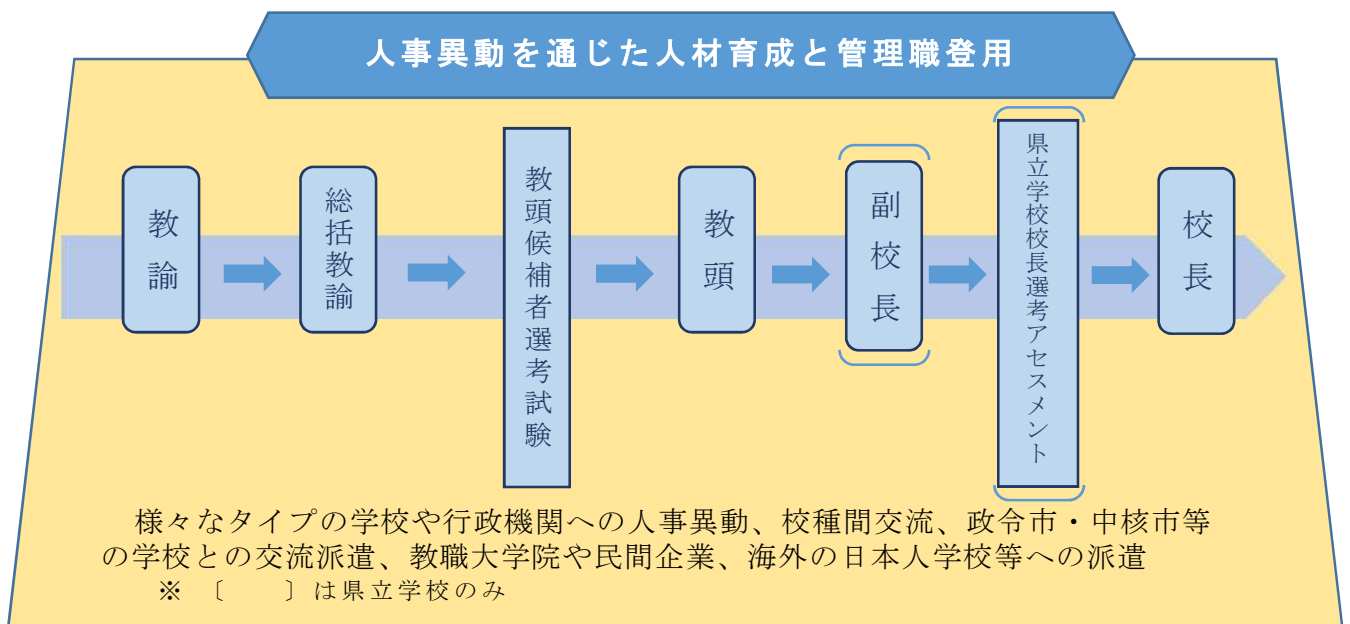 人事異動を通じた人材育成と管理職登用
教諭
総括教諭
教頭候補者選考試験
教頭
副校長
県立学校校長選考アセスメント
校長
様々なタイプの学校や行政機関への人事異動、校種間交流、政令市・中核市等
の学校との交流派遣、教職大学院や民間企業、海外の日本人学校等への派遣
※　〔　　〕は県立学校のみ